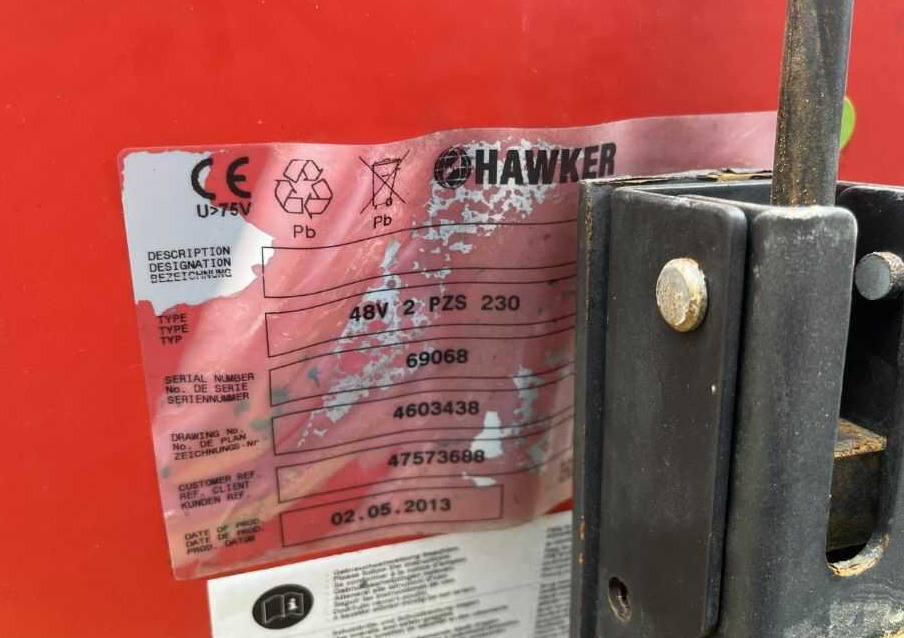 CE
U>75V
Pb
Pb
HAWKER
DESCRIPTION
DESIGNATION
BEZEICHNUNG
TYPE
TYPE
TYP
48V 2 PZS 230
SERIAL NUMBER
No. DE SERIE
SERIENNUMMER
69068
DRAWING No.
No. DE PLAN
ZEICHNUNGS-Nr
4603438
CUSTOMER REF.
REF. CLIENT
KUNDEN REF.
47573688
DATE OF PROD.
DATE DE PROD.
PROD. DATUM
02.05.2013
Gebrauchsanweisung beachten